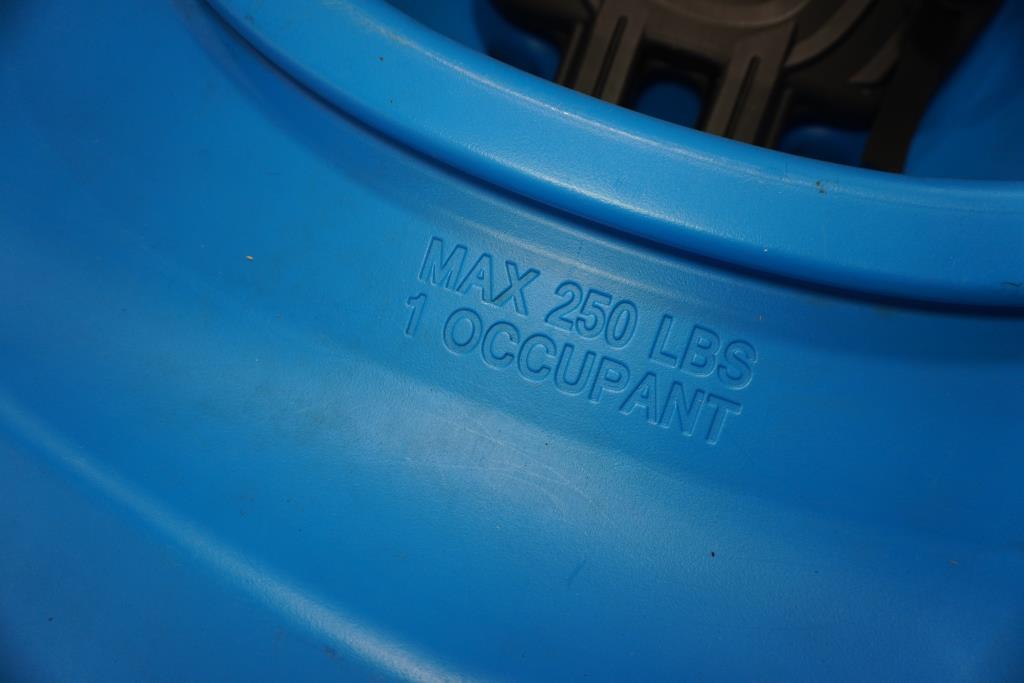 MAX 250 LBS
1 OCCUPANT